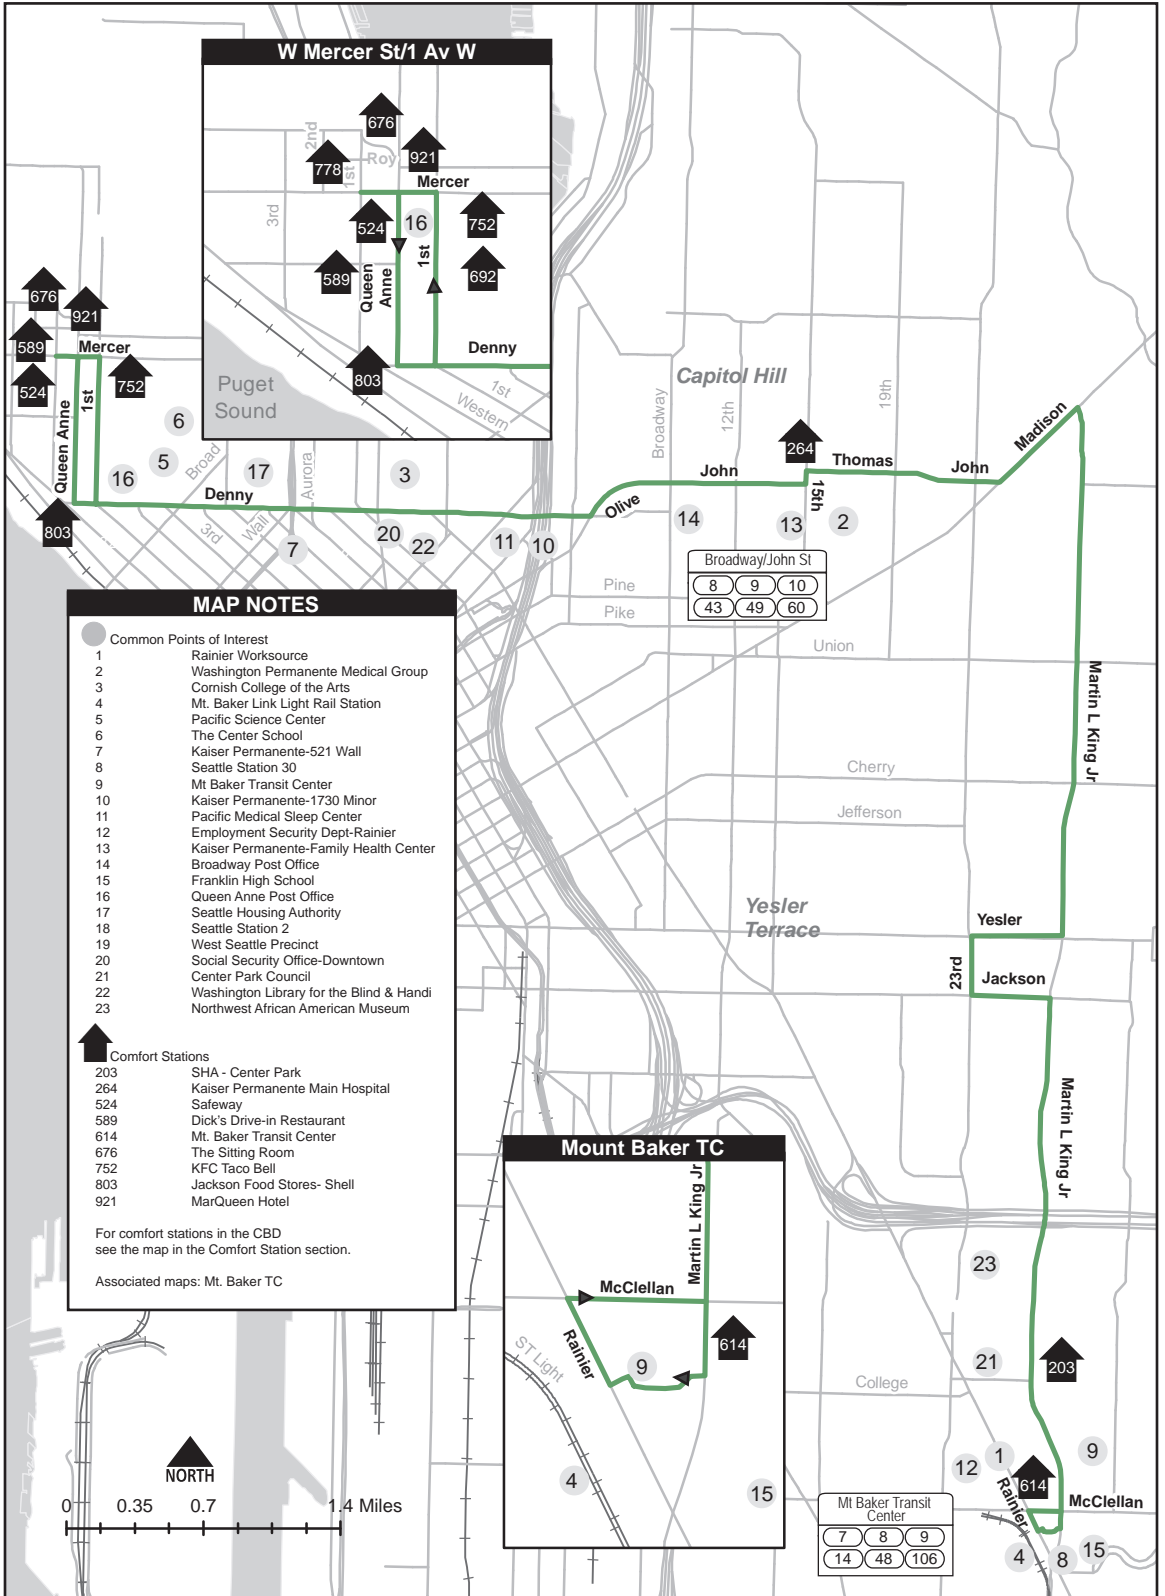 W Mercer St/1 Av W
676
2nd
778
1st
Roy
921
Mercer
3rd
524
16
752
1st
589
Queen
Anne
692
Denny
803
1st
Western
Puget
Sound
676
921
589
Mercer
524
1st
752
Queen Anne
6
5
Broad
17
Aurora
3
16
Denny
803
3rd
Wall
7
20
22
11
10
Capitol Hill
Broadway
12th
19th
264
Madison
John
Thomas
John
Olive
15th
14
13
2
Broadway/John St
8 9 10
43 49 60
Pine
Pike
Union
Martin L King Jr
Cherry
Jefferson
Yesler
Terrace
Yesler
23rd
Jackson
Martin L King Jr
MAP NOTES
Common Points of Interest
1 Rainier Worksource
2 Washington Permanente Medical Group
3 Cornish College of the Arts
4 Mt. Baker Link Light Rail Station
5 Pacific Science Center
6 The Center School
7 Kaiser Permanente-521 Wall
8 Seattle Station 30
9 Mt Baker Transit Center
10 Kaiser Permanente-1730 Minor
11 Pacific Medical Sleep Center
12 Employment Security Dept-Rainier
13 Kaiser Permanente-Family Health Center
14 Broadway Post Office
15 Franklin High School
16 Queen Anne Post Office
17 Seattle Housing Authority
18 Seattle Station 2
19 West Seattle Precinct
20 Social Security Office-Downtown
21 Center Park Council
22 Washington Library for the Blind & Handi
23 Northwest African American Museum
Comfort Stations
203 SHA - Center Park
264 Kaiser Permanente Main Hospital
524 Safeway
589 Dick's Drive-in Restaurant
614 Mt. Baker Transit Center
676 The Sitting Room
752 KFC Taco Bell
803 Jackson Food Stores- Shell
921 MarQueen Hotel
For comfort stations in the CBD
see the map in the Comfort Station section.
Associated maps: Mt. Baker TC
Mount Baker TC
Martin L King Jr
McClellan
Rainier
614
9
ST Light
4
15
23
21
203
College
12
1
9
614
Rainier
McClellan
Mt Baker Transit
Center
7 8 9
14 48 106
4
8
15
NORTH
0 0.35 0.7 1.4 Miles